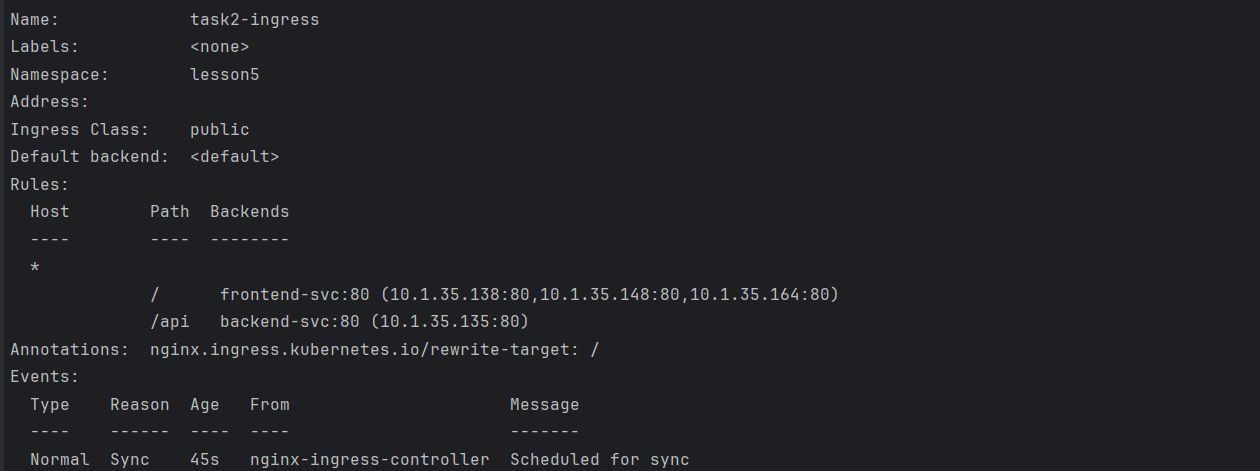 Name:             task2-ingress
Labels:           <none>
Namespace:        lesson5
Address:
Ingress Class:    public
Default backend:  <default>
Rules:
  Host        Path  Backends
  ----        ----  --------
  *
              /      frontend-svc:80 (10.1.35.138:80,10.1.35.148:80,10.1.35.164:80)
              /api   backend-svc:80 (10.1.35.135:80)
Annotations:  nginx.ingress.kubernetes.io/rewrite-target: /
Events:
  Type    Reason  Age   From                      Message
  ----    ------  ----  ----                      -------
  Normal  Sync    45s   nginx-ingress-controller  Scheduled for sync